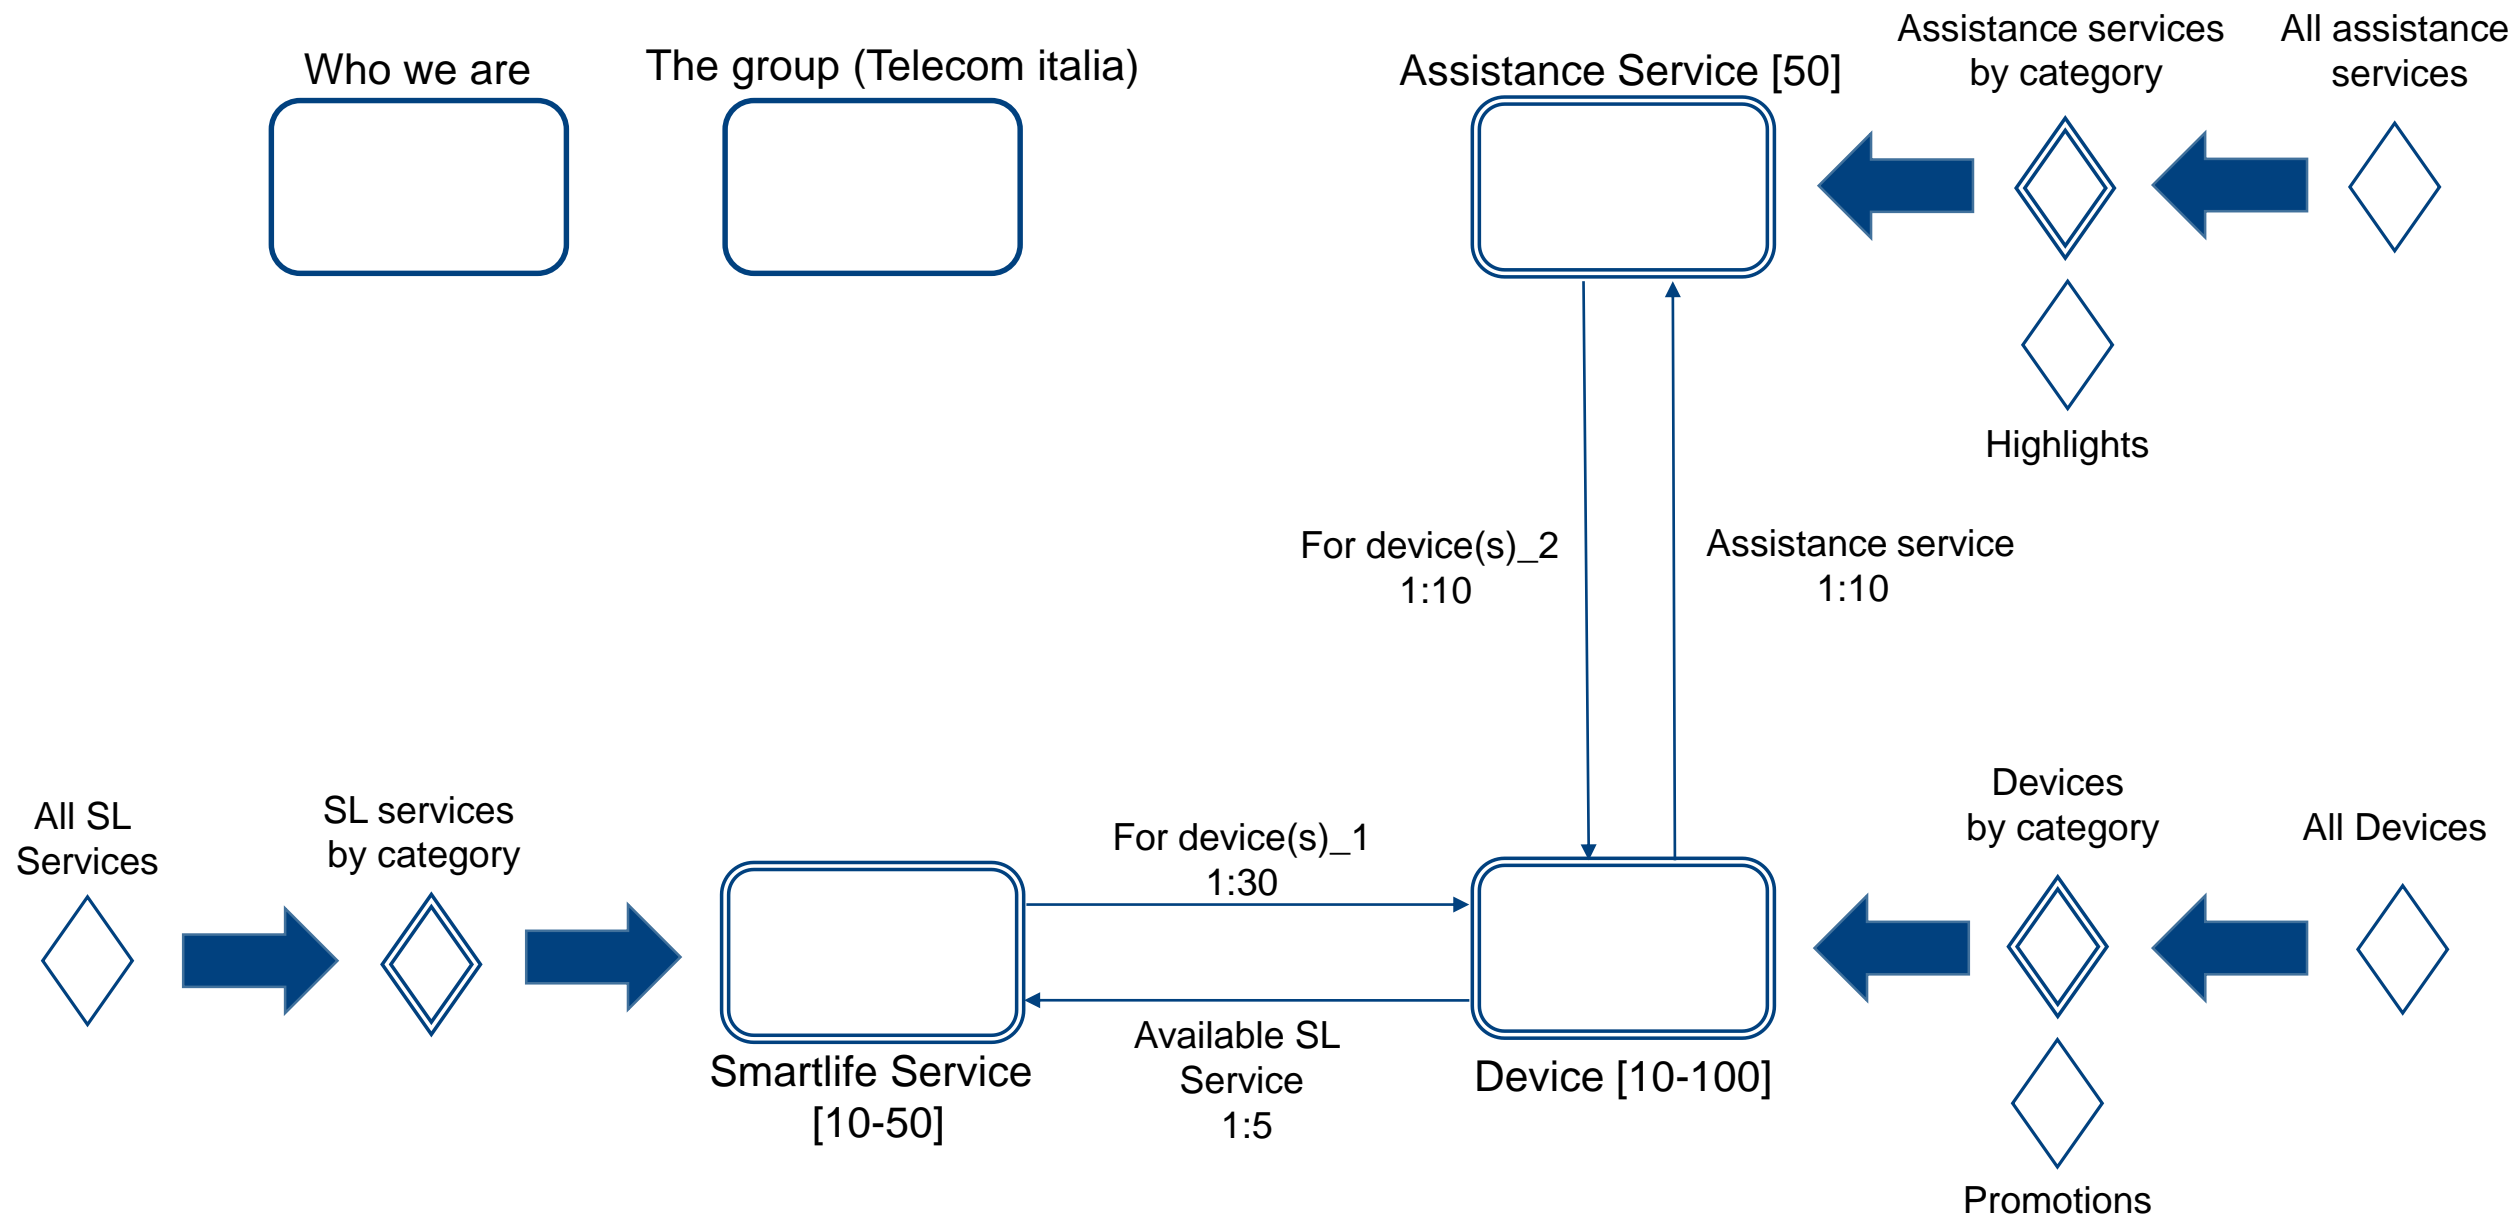 Who we are
The group (Telecom italia)
Assistance Service [50]
Assistance services
by category
All assistance
services
Highlights
For device(s)_2
1:10
Assistance service
1:10
All SL
Services
SL services
by category
For device(s)_1
1:30
Devices
by category
All Devices
Smartlife Service
[10-50]
Available SL
Service
1:5
Device [10-100]
Promotions